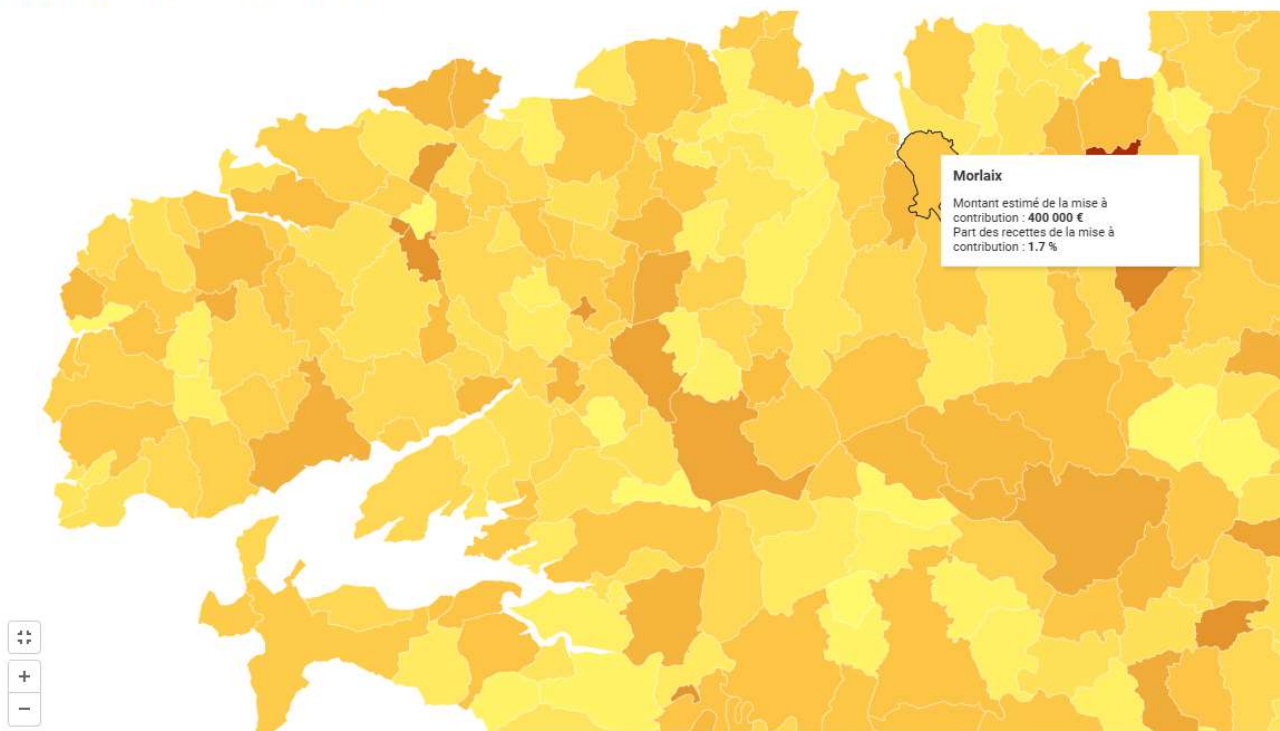 Morlaix
Montant estimé de la mise à
contribution : 400 000 €
Part des recettes de la mise à
contribution : 1.7 %
+
−